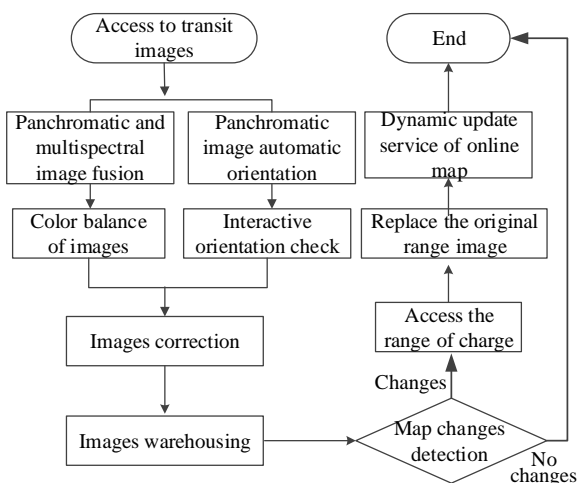 Access to transit
images
Panchromatic and
multispectral
image fusion
Panchromatic
image automatic
orientation
Color balance
of images
Interactive
orientation check
Images correction
Images warehousing
Map changes
detection
Changes
No
changes
Access the
range of charge
Replace the original
range image
Dynamic update
service of online
map
End